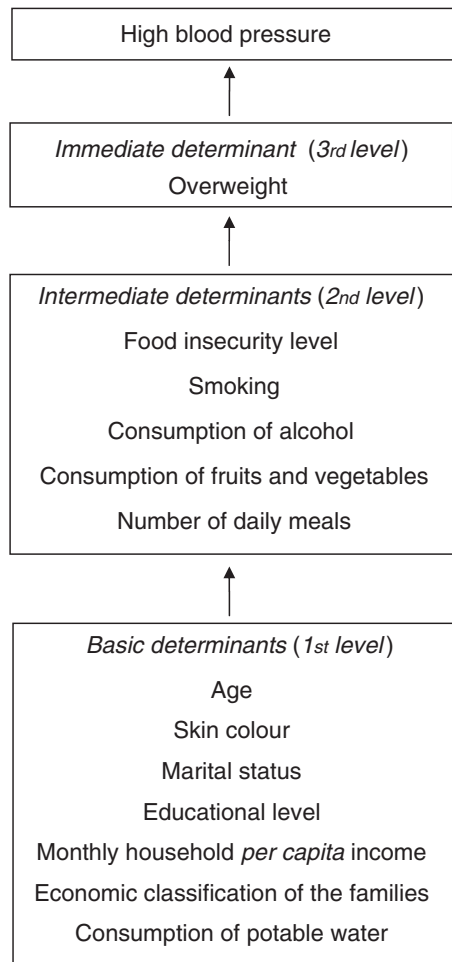 High blood pressure
Immediate determinant (3rd level)
Overweight
Intermediate determinants (2nd level)
Food insecurity level
Smoking
Consumption of alcohol
Consumption of fruits and vegetables
Number of daily meals
Basic determinants (1st level)
Age
Skin colour
Marital status
Educational level
Monthly household per capita income
Economic classification of the families
Consumption of potable water